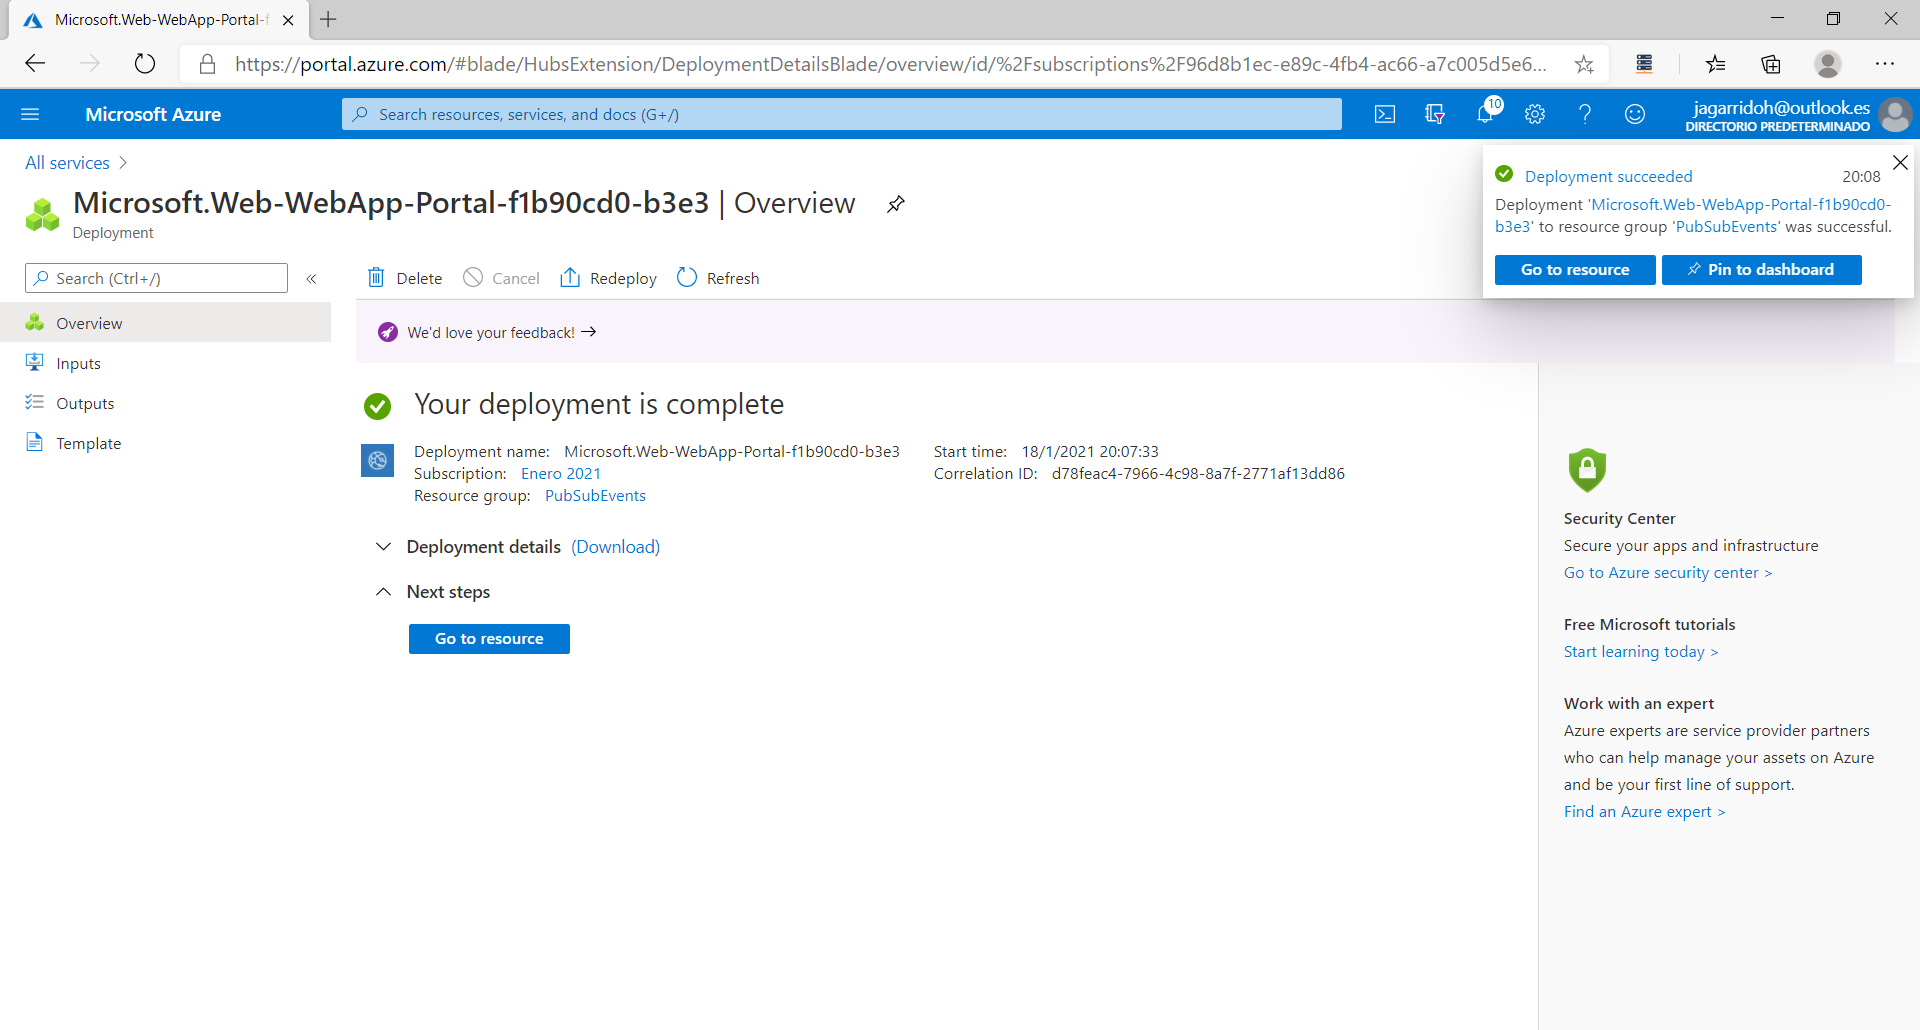 Microsoft.Web-WebApp-Portal-f
https://portal.azure.com/#blade/HubsExtension/DeploymentDetailsBlade/overview/id/%2Fsubscriptions%2F96d8b1ec-e89c-4fb4-ac66-a7c005d5e6...
Microsoft Azure
Search resources, services, and docs (G+/)
10
jagarridoh@outlook.es
DIRECTORIO PREDETERMINADO
All services >
Microsoft.Web-WebApp-Portal-f1b90cd0-b3e3 | Overview
Deployment
Deployment succeeded 20:08
Deployment 'Microsoft.Web-WebApp-Portal-f1b90cd0-
b3e3' to resource group 'PubSubEvents' was successful.
Go to resource
Pin to dashboard
Search (Ctrl+/)
«
Overview
Inputs
Outputs
Template
Delete
Cancel
Redeploy
Refresh
We'd love your feedback! →
Your deployment is complete
Deployment name: Microsoft.Web-WebApp-Portal-f1b90cd0-b3e3
Subscription: Enero 2021
Resource group: PubSubEvents
Start time: 18/1/2021 20:07:33
Correlation ID: d78feac4-7966-4c98-8a7f-2771af13dd86
Deployment details (Download)
Next steps
Go to resource
Security Center
Secure your apps and infrastructure
Go to Azure security center >
Free Microsoft tutorials
Start learning today >
Work with an expert
Azure experts are service provider partners
who can help manage your assets on Azure
and be your first line of support.
Find an Azure expert >